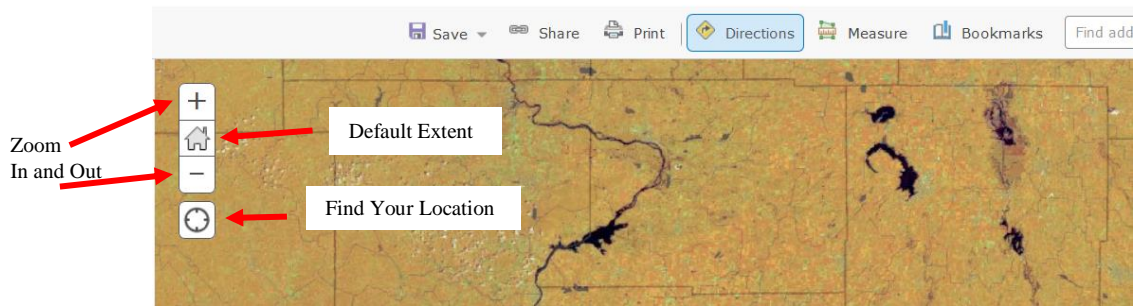 Save Share Print Directions Measure Bookmarks Find add
Zoom
In and Out
Default Extent
Find Your Location